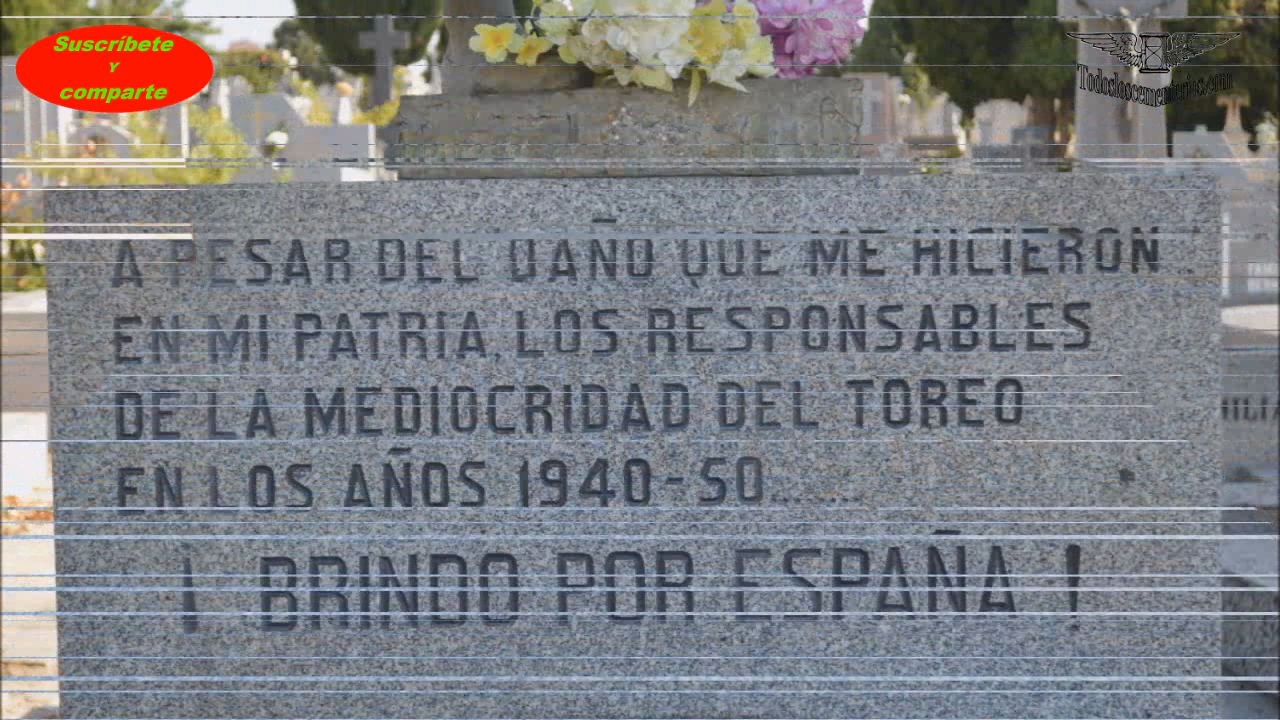 Suscríbete
Y
comparte
Todosloscementerios.com
A PESAR DEL DAÑO QUE ME HICIERON
EN MI PATRIA, LOS RESPONSABLES
DE LA MEDIOCRIDAD DEL TOREO
EN LOS AÑOS 1940-50......
¡ BRINDO POR ESPAÑA !